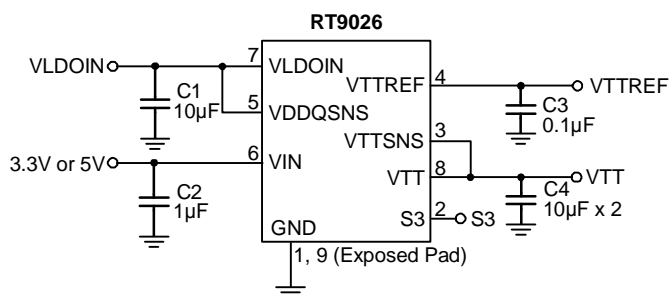 RT9026
VLDOIN
7
VLDOIN
VTTREF
4
VTTREF
C1
10µF
5
VDDQSNS
C3
0.1µF
VTTSNS
3
3.3V or 5V
6
VIN
VTT
8
VTT
C2
1µF
C4
10µF x 2
S3
2
S3
GND
1, 9 (Exposed Pad)